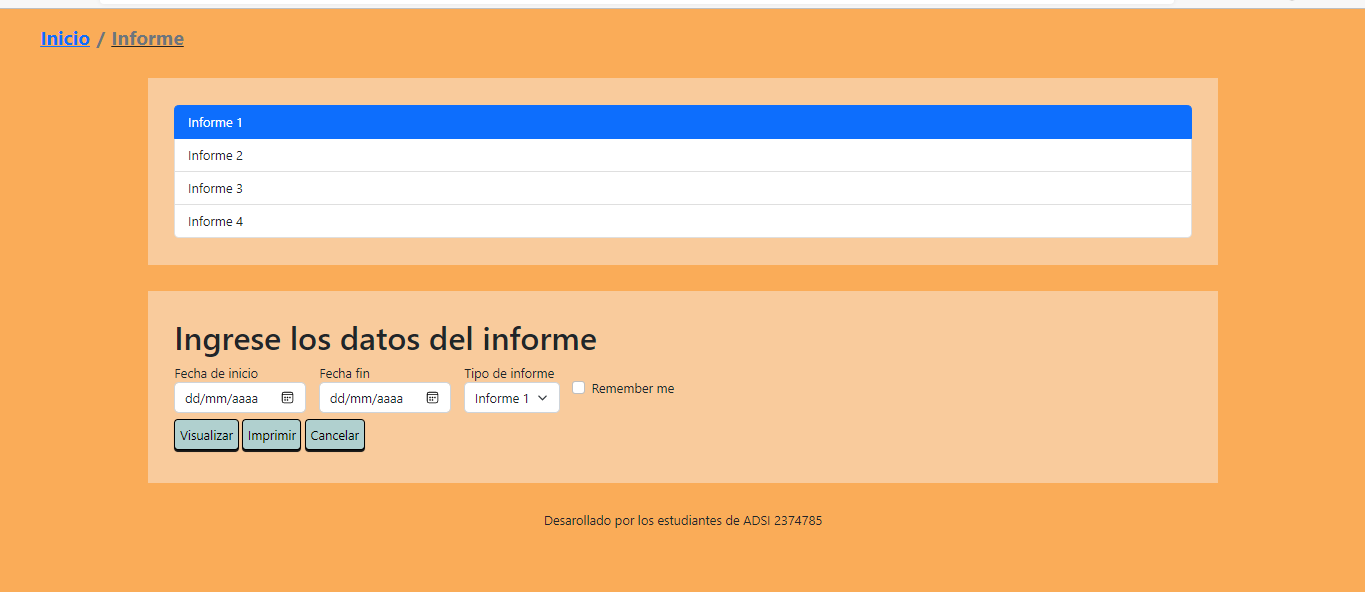 Inicio / Informe
Informe 1
Informe 2
Informe 3
Informe 4
Ingrese los datos del informe
Fecha de inicio Fecha fin Tipo de informe
dd/mm/aaaa dd/mm/aaaa Informe 1 Remember me
Visualizar Imprimir Cancelar
Desarollado por los estudiantes de ADSI 2374785